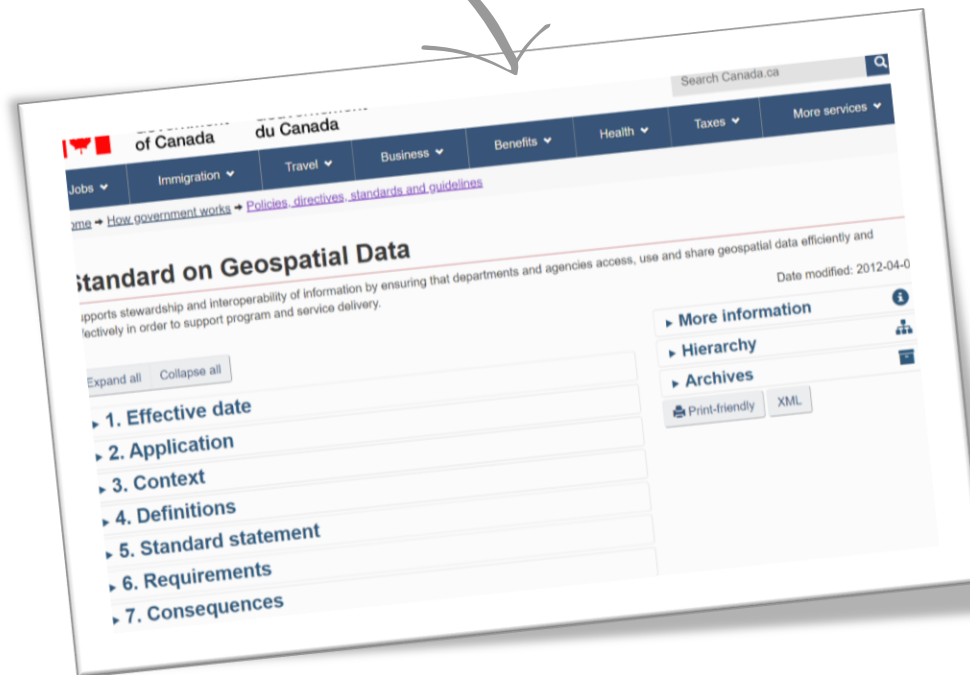 Search Canada.ca
of Canada du Canada
Jobs Immigration Travel Business Benefits Health Taxes More services
ome → How government works → Policies, directives, standards and guidelines
Standard on Geospatial Data
upports stewardship and interoperability of information by ensuring that departments and agencies access, use and share geospatial data efficiently and
fectively in order to support program and service delivery.
Date modified: 2012-04-0
More information
Hierarchy
Archives
Print-friendly XML
Expand all Collapse all
1. Effective date
2. Application
3. Context
4. Definitions
5. Standard statement
6. Requirements
7. Consequences